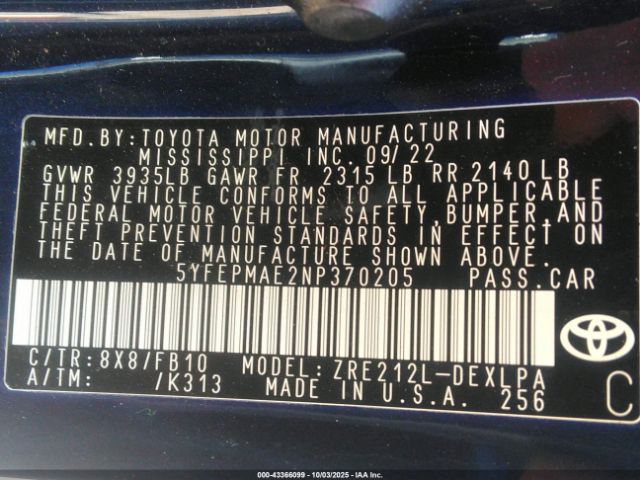 MFD.BY:TOYOTA MOTOR MANUFACTURING
MISSISSIPPI INC. 09/22
GVWR 3935LB GAWR FR 2315 LB RR 2140 LB
THIS VEHICLE CONFORMS TO ALL APPLICABLE
FEDERAL MOTOR VEHICLE SAFETY,BUMPER,AND
THEFT PREVENTION STANDARDS IN EFFECT ON
THE DATE OF MANUFACTURE SHOWN ABOVE.
5YFEPMAE2NP370205 PASS.CAR
C/TR:8X8/FB10 MODEL:ZRE212L-DEXLPA
A/TM: /K313 MADE IN U.S.A. 256
C
000-43366099 - 10/03/2025 - IAA Inc.